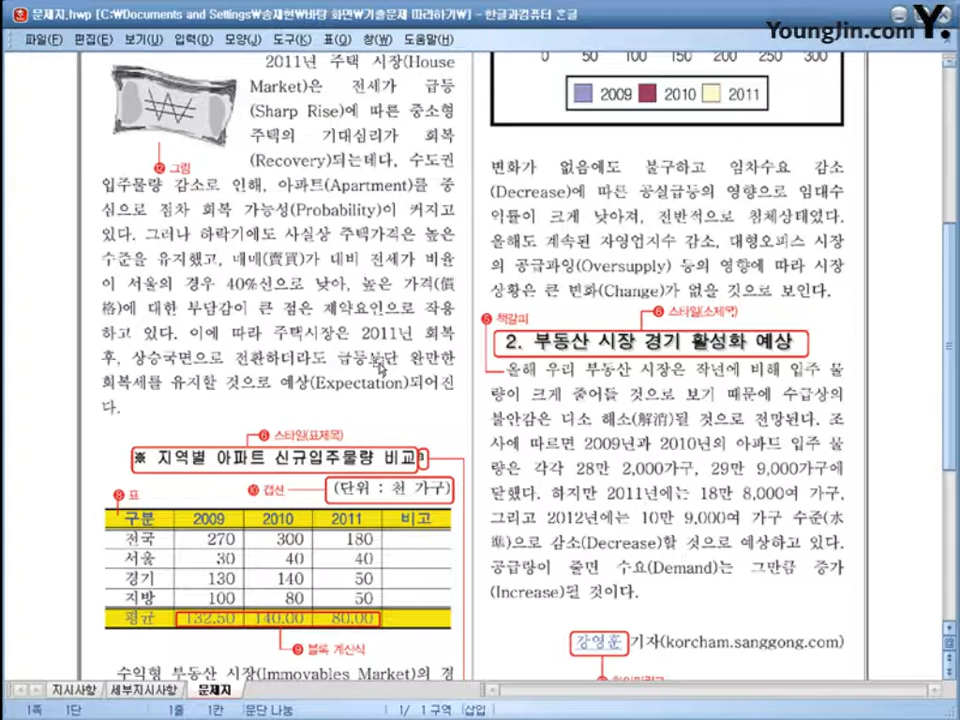 문제지.hwp [C:₩Documents and Settings₩송재현₩바탕 화면₩기출문제 따라하기₩] - 한글과컴퓨터 한글
YoungJin.com Y.
파일(F) 편집(E) 보기(U) 입력(D) 모양(J) 도구(K) 표(Q) 창(W) 도움말(H)
2011년 주택 시장(House
Market)은 전세가 급등
(Sharp Rise)에 따른 중소형
주택의 기대심리가 회복
(Recovery)되는데다, 수도권
⑫ 그림
입주물량 감소로 인해, 아파트(Apartment)를 중
심으로 점차 회복 가능성(Probability)이 커지고
있다. 그러나 하락기에도 사실상 주택가격은 높은
수준을 유지했고, 매매(賣買)가 대비 전세가 비율
이 서울의 경우 40%선으로 낮아, 높은 가격(價
格)에 대한 부담감이 큰 점은 제약요인으로 작용
하고 있다. 이에 따라 주택시장은 2011년 회복
후, 상승국면으로 전환하더라도 급등보단 완만한
회복세를 유지할 것으로 예상(Expectation)되어진
다.
⑥ 스타일(표제목)
※ 지역별 아파트 신규입주물량 비교
⑩ 캡션 (단위 : 천 가구)
⑧ 표
구분 2009 2010 2011 비고
전국 270 300 180
서울 30 40 40
경기 130 140 50
지방 100 80 50
평균 132.50 140.00 80.00
⑨ 블록 계산식
수익형 부동산 시장(Immovables Market)의 경
0 50 100 150 200 250 300
2009 2010 2011
변화가 없음에도 불구하고 임차수요 감소
(Decrease)에 따른 공실급등의 영향으로 임대수
익률이 크게 낮아져, 전반적으로 침체상태였다.
올해도 계속된 자영업지수 감소, 대형오피스 시장
의 공급과잉(Oversupply) 등의 영향에 따라 시장
상황은 큰 변화(Change)가 없을 것으로 보인다.
⑤ 책갈피 ⑥ 스타일(소제목)
2. 부동산 시장 경기 활성화 예상
올해 우리 부동산 시장은 작년에 비해 입주 물
량이 크게 줄어들 것으로 보기 때문에 수급상의
불안감은 다소 해소(解消)될 것으로 전망된다. 조
사에 따르면 2009년과 2010년의 아파트 입주 물
량은 각각 28만 2,000가구, 29만 9,000가구에
달했다. 하지만 2011년에는 18만 8,000여 가구,
그리고 2012년에는 10만 9,000여 가구 수준(水
準)으로 감소(Decrease)할 것으로 예상하고 있다.
공급량이 줄면 수요(Demand)는 그만큼 증가
(Increase)될 것이다.
강영훈 기자(korcham.sanggong.com)
지시사항 세부지시사항 문제지
1쪽 1단 1줄 1칸 문단 나눔 1/ 1 구역 삽입